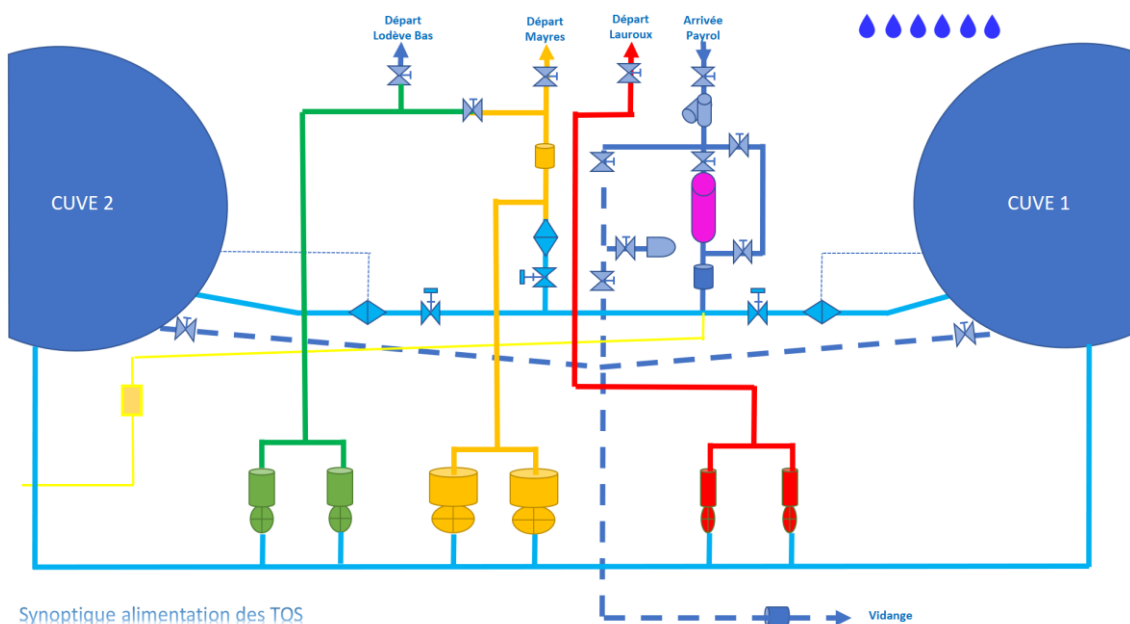 Départ
Lodève Bas
Départ
Mayres
Départ
Lauroux
Arrivée
Payrol
CUVE 2
CUVE 1
Synoptique alimentation des TOS
Vidange